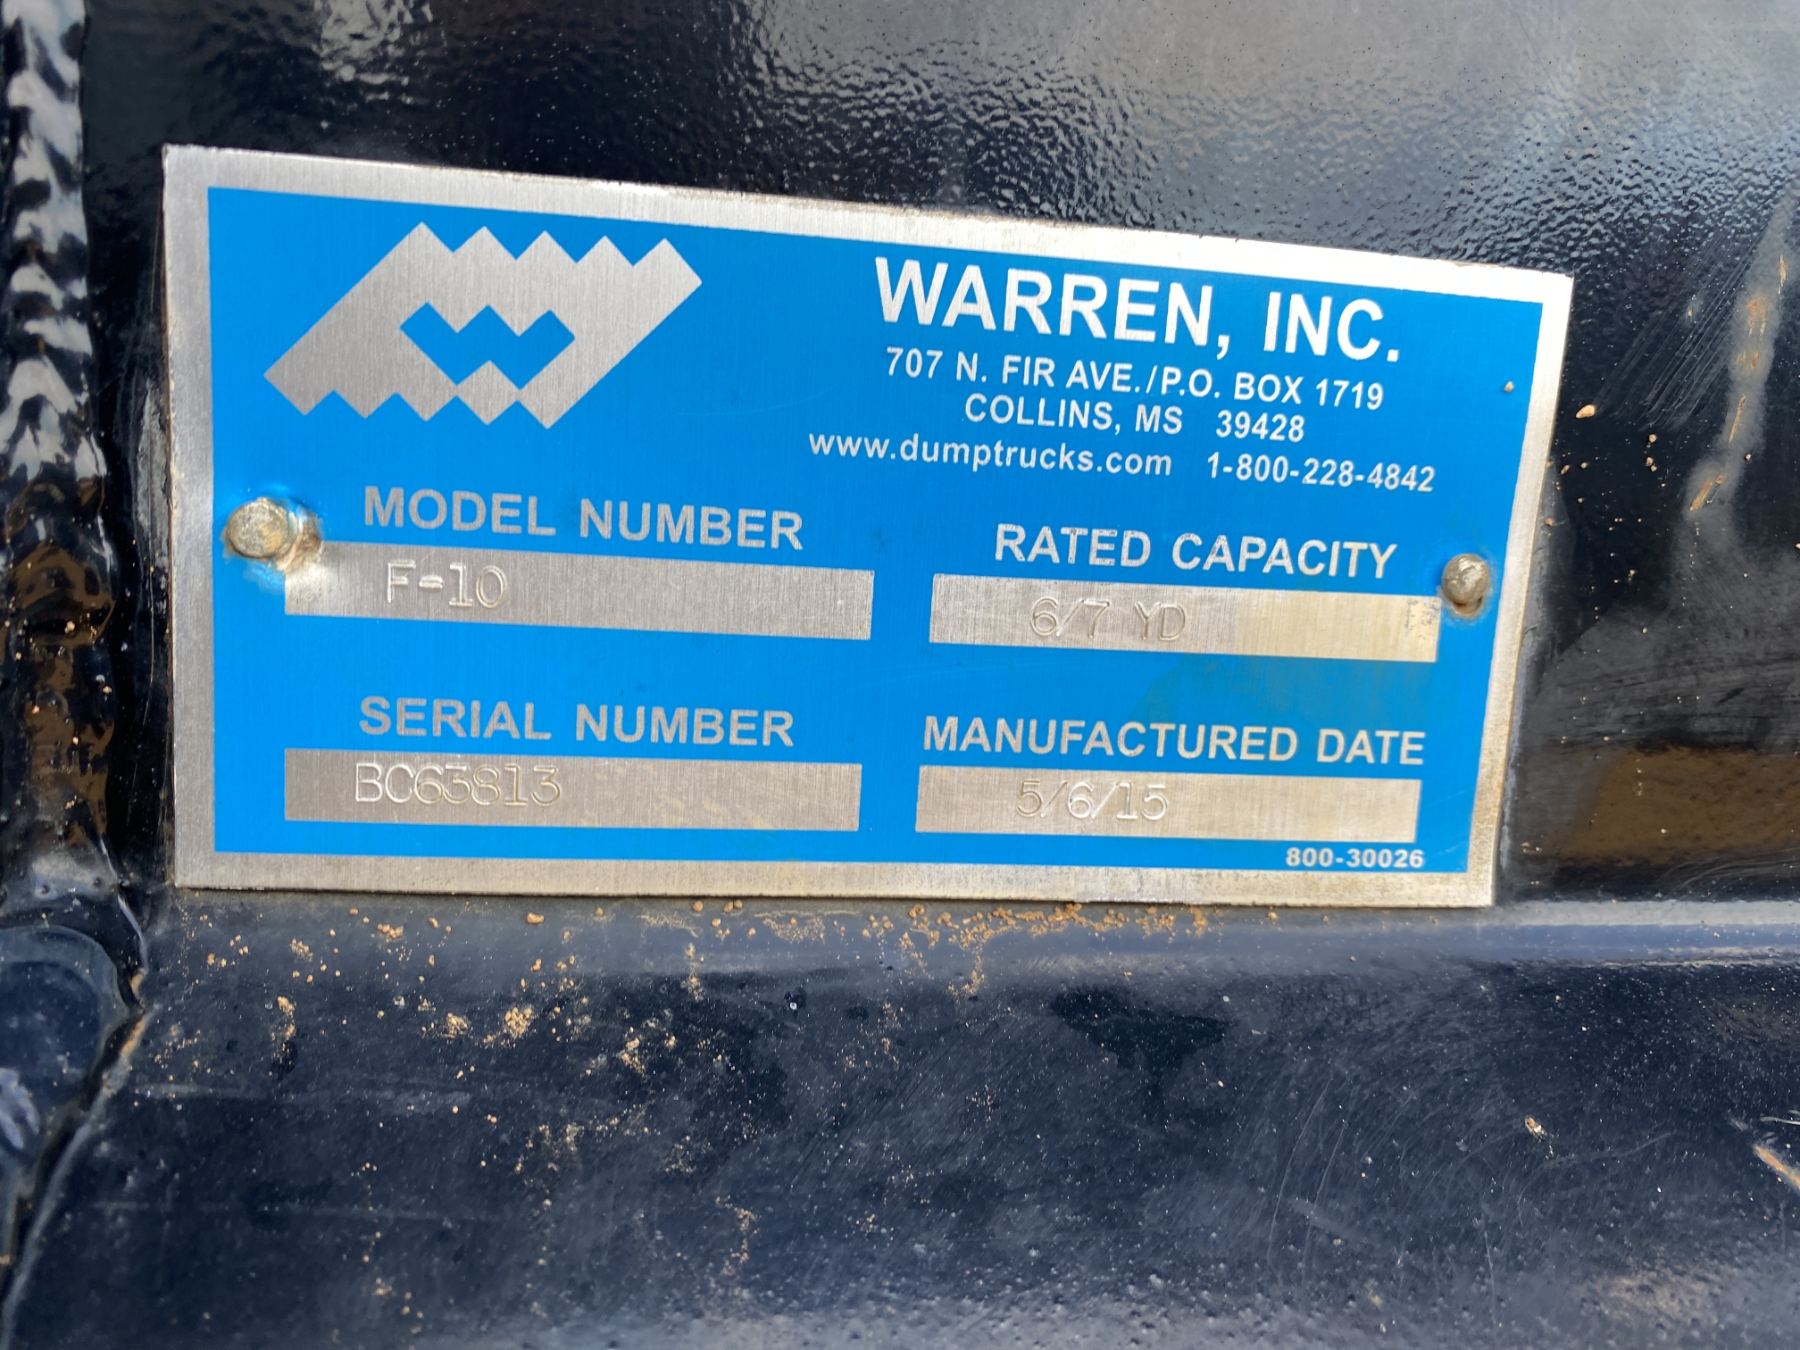 WARREN, INC.
707 N. FIR AVE./P.O. BOX 1719
COLLINS, MS 39428
www.dumptrucks.com 1-800-228-4842
MODEL NUMBER
F-10
RATED CAPACITY
6/7 YD
SERIAL NUMBER
BC63813
MANUFACTURED DATE
5/6/15
800-30026